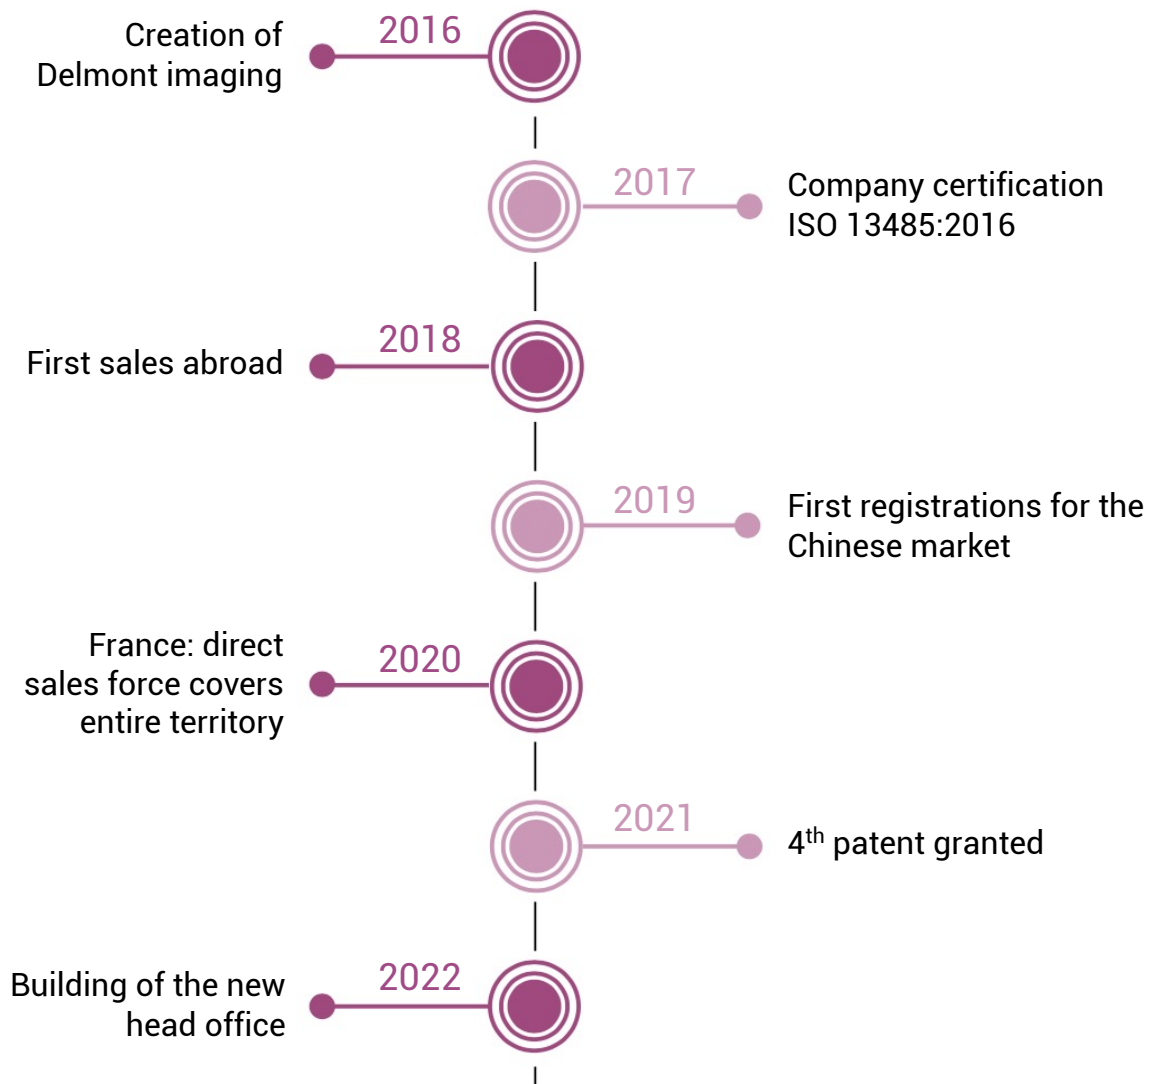 2016
Creation of
Delmont imaging
2017
Company certification
ISO 13485:2016
2018
First sales abroad
2019
First registrations for the
Chinese market
2020
France: direct
sales force covers
entire territory
2021
4th patent granted
2022
Building of the new
head office